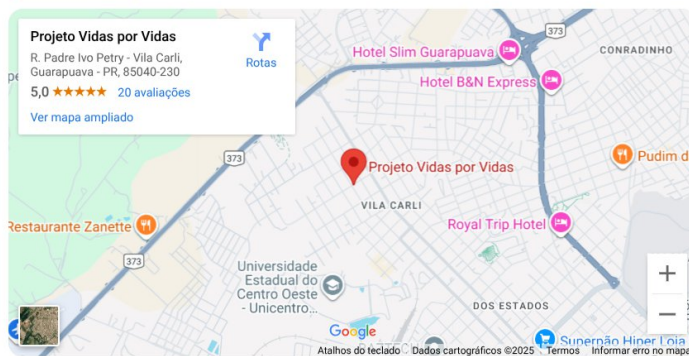 Projeto Vidas por Vidas
R. Padre Ivo Petry - Vila Carli,
Guarapuava - PR, 85040-230
5,0 ★★★★★ 20 avaliações
Ver mapa ampliado
Rotas
373
Hotel Slim Guarapuava
CONRADINHO
Hotel B&N Express
373
Projeto Vidas por Vidas
Pudim d
VILA CARLI
Restaurante Zanette
Royal Trip Hotel
373
Universidade
Estadual do
Centro Oeste
- Unicentro...
DOS ESTADOS
Google
Superpão Hiper Loja
Atalhos do teclado
Dados cartográficos ©2025
Termos
Informar erro no mapa